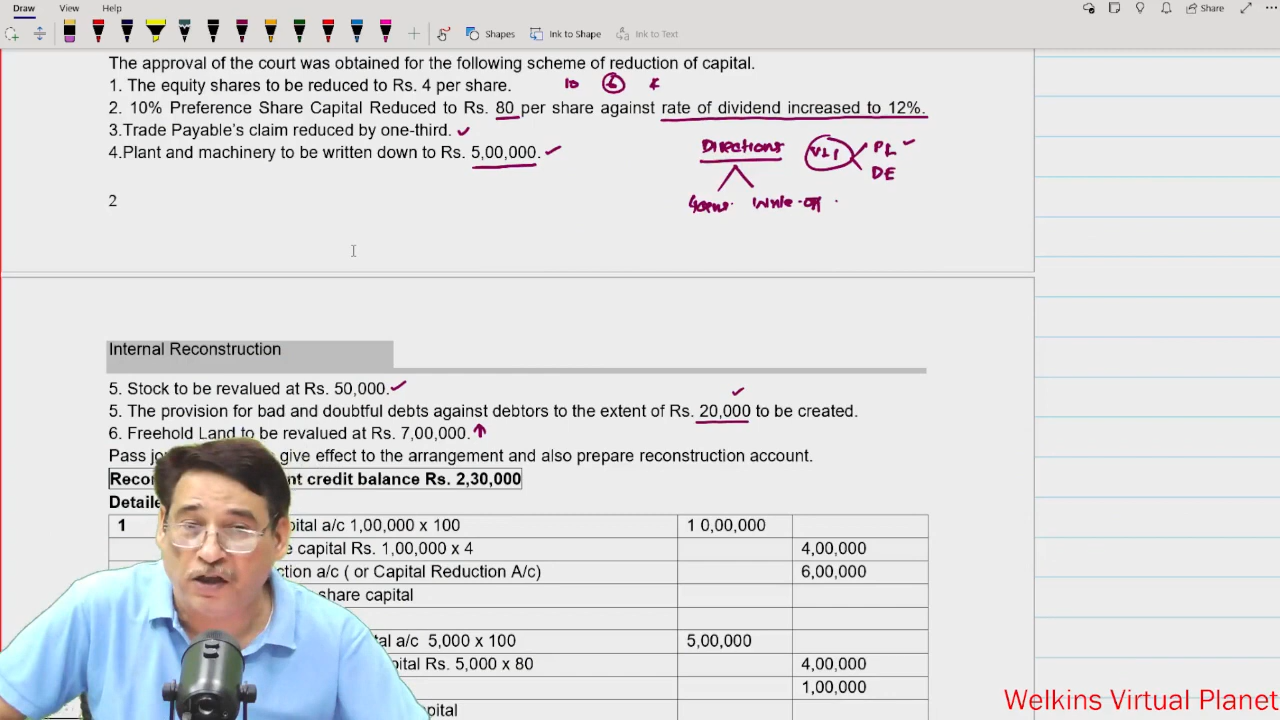 Draw View Help
Share
Shapes Ink to Shape Ink to Text
The approval of the court was obtained for the following scheme of reduction of capital.
1. The equity shares to be reduced to Rs. 4 per share. 10 6
2. 10% Preference Share Capital Reduced to Rs. 80 per share against rate of dividend increased to 12%.
3.Trade Payable's claim reduced by one-third.
4.Plant and machinery to be written down to Rs. 5,00,000.
Directions PL
DE
write-off
2
Internal Reconstruction
5. Stock to be revalued at Rs. 50,000.
5. The provision for bad and doubtful debts against debtors to the extent of Rs. 20,000 to be created.
6. Freehold Land to be revalued at Rs. 7,00,000.
Pass give effect to the arrangement and also prepare reconstruction account.
credit balance Rs. 2,30,000
1 a/c 1,00,000 x 100 1 0,00,000
capital Rs. 1,00,000 x 4 4,00,000
a/c ( or Capital Reduction A/c) 6,00,000
share capital
a/c 5,000 x 100 5,00,000
Rs. 5,000 x 80 4,00,000
1,00,000
Welkins Virtual Planet